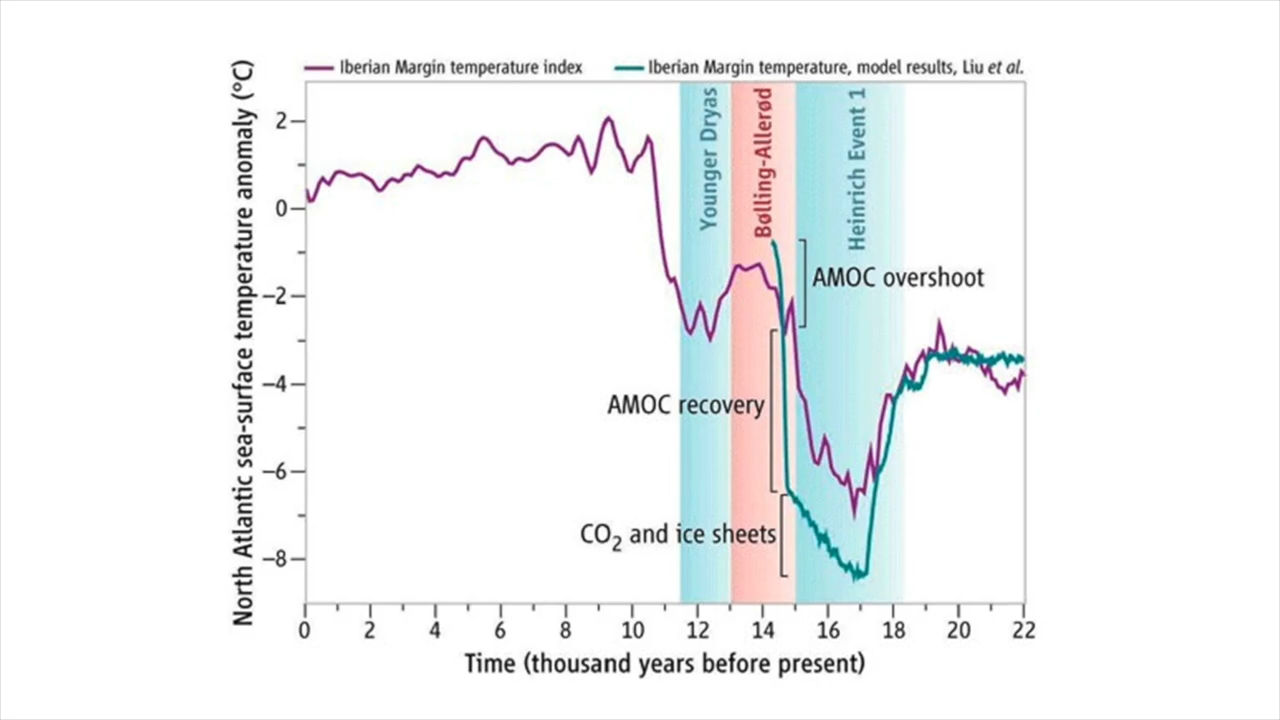 Iberian Margin temperature index
Iberian Margin temperature, model results, Liu et al.
North Atlantic sea-surface temperature anomaly (°C)
2
0
–2
–4
–6
–8
Younger Dryas
Bølling-Allerød
Heinrich Event 1
AMOC overshoot
AMOC recovery
CO₂ and ice sheets
0 2 4 6 8 10 12 14 16 18 20 22
Time (thousand years before present)